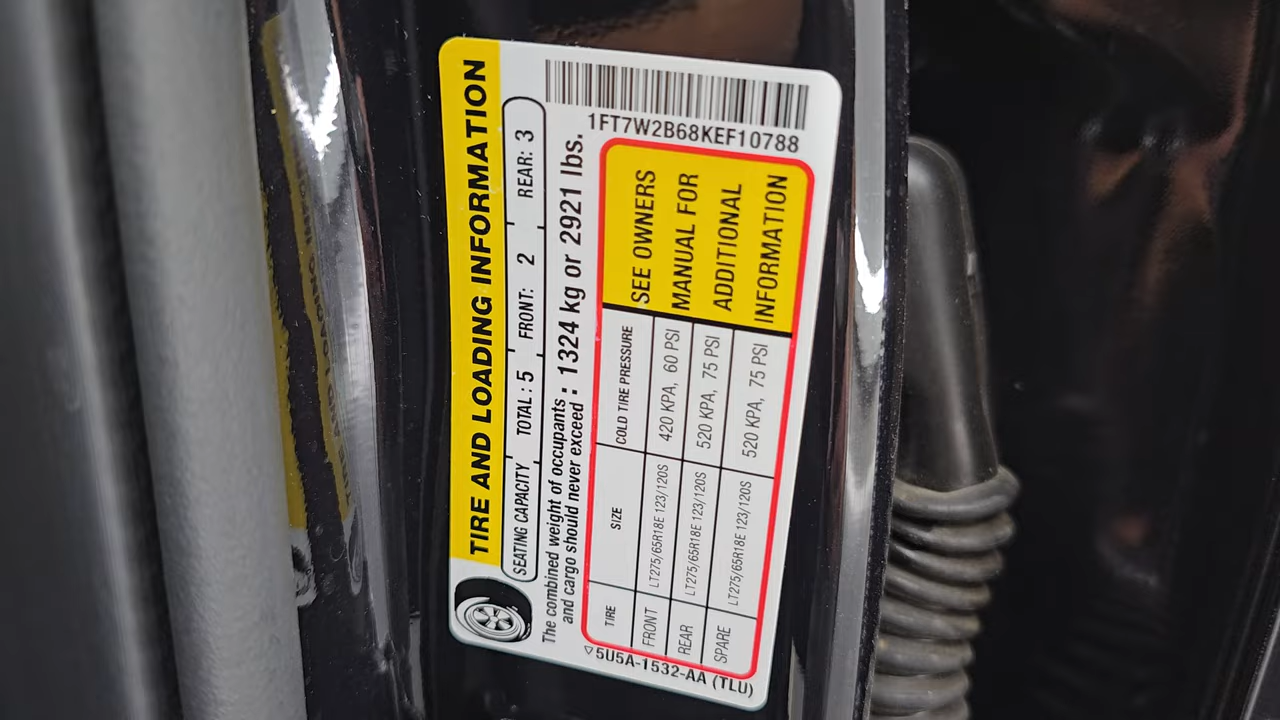 TIRE AND LOADING INFORMATION
SEATING CAPACITY TOTAL : 5 FRONT: 2 REAR: 3
The combined weight of occupants
and cargo should never exceed : 1324 kg or 2921 lbs.
TIRE SIZE COLD TIRE PRESSURE
FRONT LT275/65R18E 123/120S 420 KPA, 60 PSI
REAR LT275/65R18E 123/120S 520 KPA, 75 PSI
SPARE LT275/65R18E 123/120S 520 KPA, 75 PSI
SEE OWNERS
MANUAL FOR
ADDITIONAL
INFORMATION
1FT7W2B68KEF10788
5U5A-1532-AA (TLU)